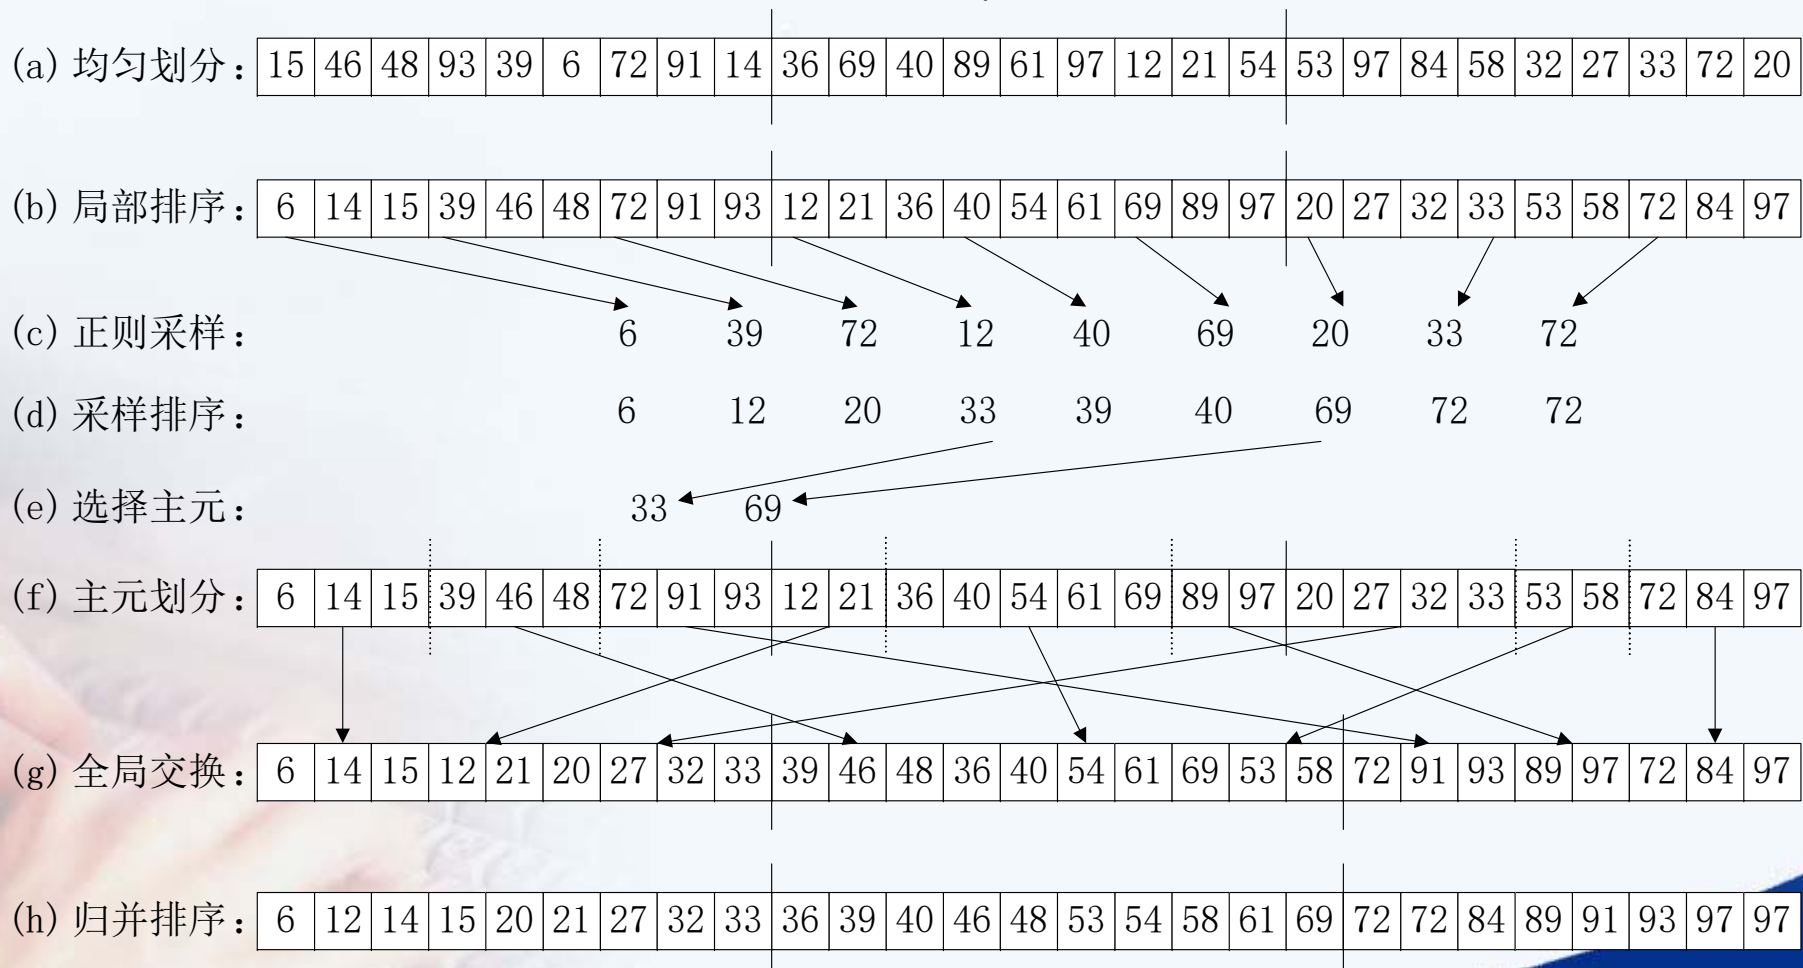 (a) 均匀划分： 15 46 48 93 39 6 72 91 14 36 69 40 89 61 97 12 21 54 53 97 84 58 32 27 33 72 20
(b) 局部排序： 6 14 15 39 46 48 72 91 93 12 21 36 40 54 61 69 89 97 20 27 32 33 53 58 72 84 97
(c) 正则采样： 6 39 72 12 40 69 20 33 72
(d) 采样排序： 6 12 20 33 39 40 69 72 72
(e) 选择主元： 33 69
(f) 主元划分： 6 14 15 39 46 48 72 91 93 12 21 36 40 54 61 69 89 97 20 27 32 33 53 58 72 84 97
(g) 全局交换： 6 14 15 12 21 20 27 32 33 39 46 48 36 40 54 61 69 53 58 72 91 93 89 97 72 84 97
(h) 归并排序： 6 12 14 15 20 21 27 32 33 36 39 40 46 48 53 54 58 61 69 72 72 84 89 91 93 97 97